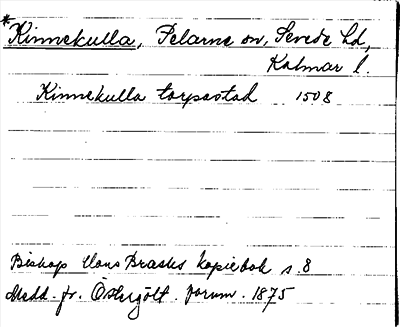 *Kinnekulla, Pelarne sn, Sevede hd,
Kalmar l.
Kinnekulla torpastad 1508
Biskop Hans Brasks kopiebok s. 8
Medd. fr. Östergötl. fornm. 1875